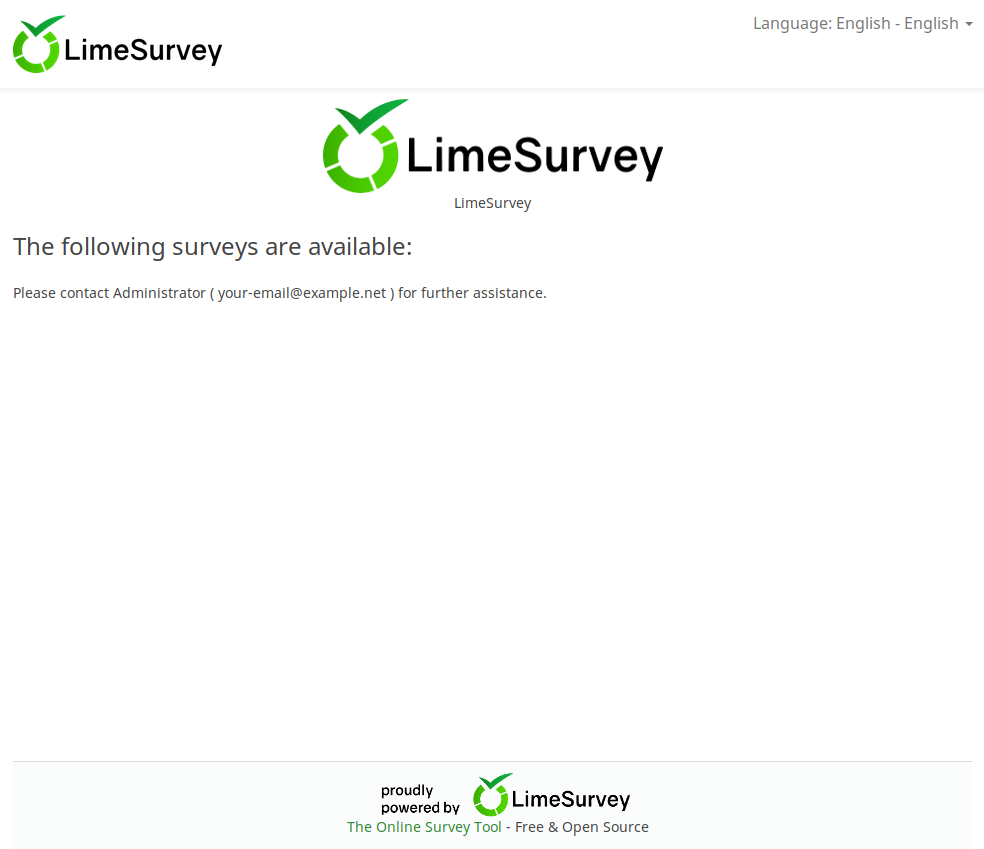 LimeSurvey
Language: English - English
LimeSurvey
LimeSurvey
The following surveys are available:
Please contact Administrator ( your-email@example.net ) for further assistance.
proudly
powered by
LimeSurvey
The Online Survey Tool - Free & Open Source